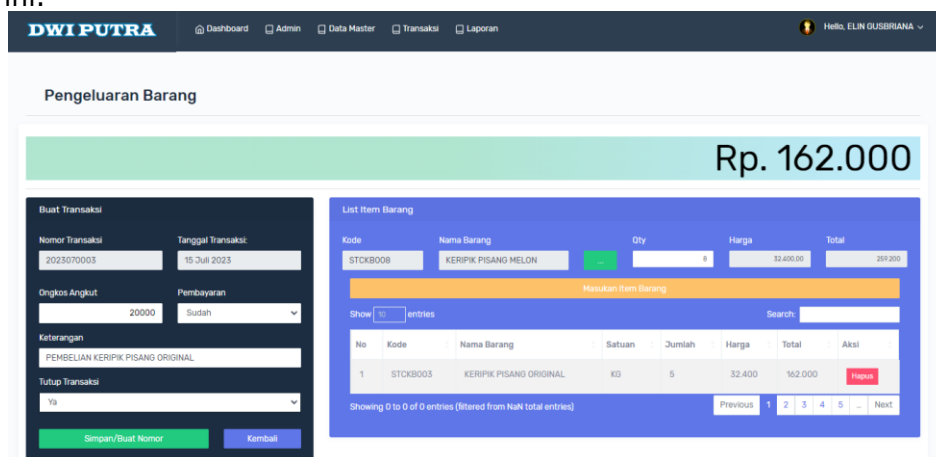 ini.
DWI PUTRA Dashboard Admin Data Master Transaksi Laporan Hello, ELIN GUSBRIANA
Pengeluaran Barang
Rp. 162.000
Buat Transaksi
Nomor Transaksi Tanggal Transaksi:
2023070003 15 Juli 2023
Ongkos Angkut Pembayaran
20000 Sudah
Keterangan
PEMBELIAN KERIPIK PISANG ORIGINAL
Tutup Transaksi
Ya
Simpan/Buat Nomor Kembali
List Item Barang
Kode Nama Barang Qty Harga Total
STCKB008 KERIPIK PISANG MELON ... 8 32.400,00 259.200
Masukan Item Barang
Show 10 entries Search:
No Kode Nama Barang Satuan Jumlah Harga Total Aksi
1 STCKB003 KERIPIK PISANG ORIGINAL KG 5 32.400 162.000 Hapus
Showing 0 to 0 of 0 entries (filtered from NaN total entries) Previous 1 2 3 4 5 ... Next